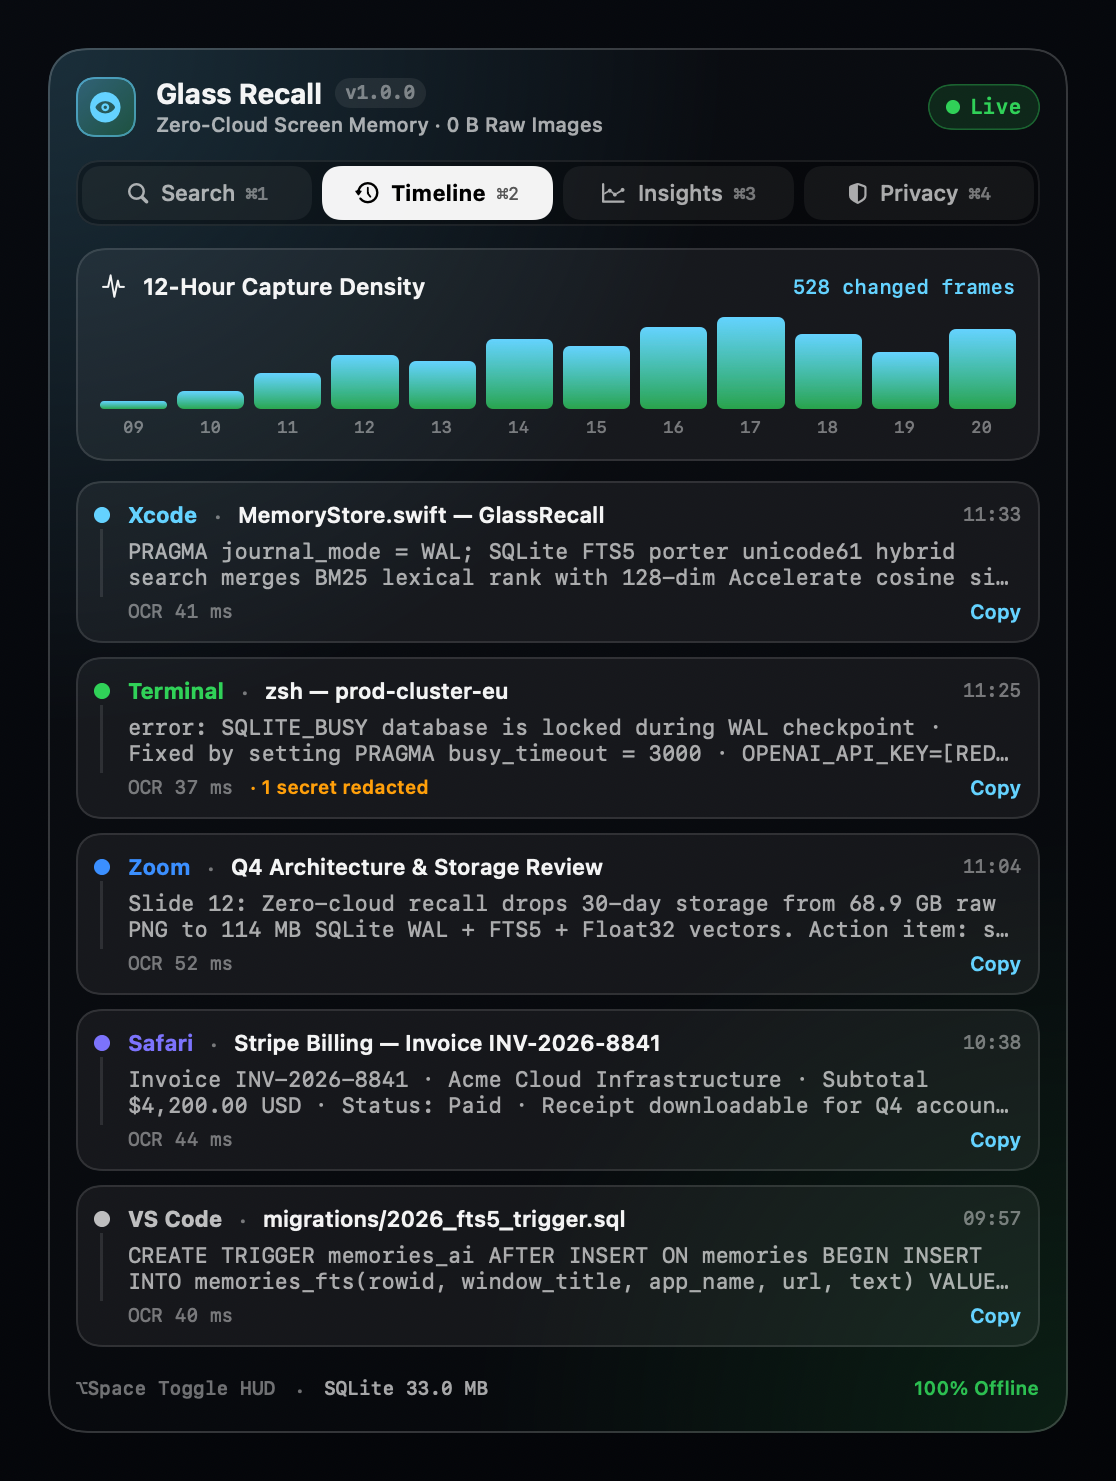 Glass Recall v1.0.0
Zero-Cloud Screen Memory · 0 B Raw Images
Live
Search ⌘1
Timeline ⌘2
Insights ⌘3
Privacy ⌘4
12-Hour Capture Density
528 changed frames
09 10 11 12 13 14 15 16 17 18 19 20
Xcode · MemoryStore.swift — GlassRecall 11:33
PRAGMA journal_mode = WAL; SQLite FTS5 porter unicode61 hybrid
search merges BM25 lexical rank with 128-dim Accelerate cosine si…
OCR 41 ms Copy
Terminal · zsh — prod-cluster-eu 11:25
error: SQLITE_BUSY database is locked during WAL checkpoint ·
Fixed by setting PRAGMA busy_timeout = 3000 · OPENAI_API_KEY=[RED…
OCR 37 ms · 1 secret redacted Copy
Zoom · Q4 Architecture & Storage Review 11:04
Slide 12: Zero-cloud recall drops 30-day storage from 68.9 GB raw
PNG to 114 MB SQLite WAL + FTS5 + Float32 vectors. Action item: s…
OCR 52 ms Copy
Safari · Stripe Billing — Invoice INV-2026-8841 10:38
Invoice INV-2026-8841 · Acme Cloud Infrastructure · Subtotal
$4,200.00 USD · Status: Paid · Receipt downloadable for Q4 accoun…
OCR 44 ms Copy
VS Code · migrations/2026_fts5_trigger.sql 09:57
CREATE TRIGGER memories_ai AFTER INSERT ON memories BEGIN INSERT
INTO memories_fts(rowid, window_title, app_name, url, text) VALUE…
OCR 40 ms Copy
⌥Space Toggle HUD · SQLite 33.0 MB 100% Offline